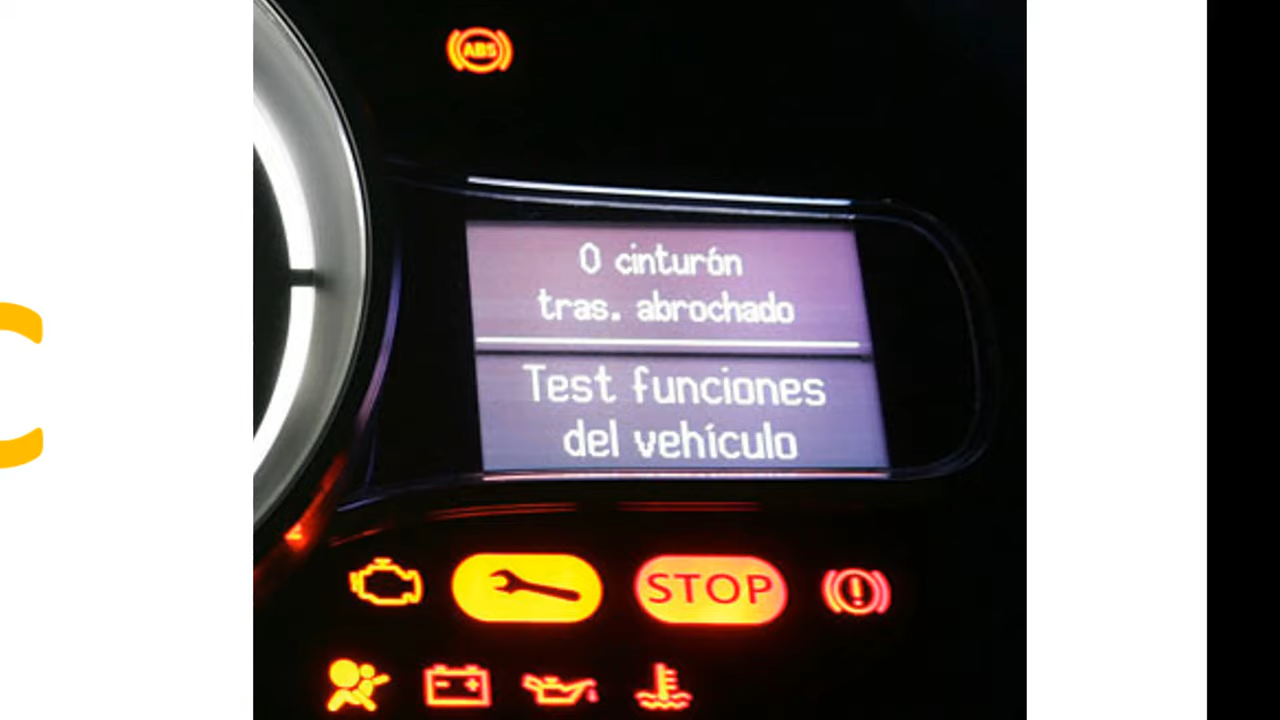 ABS
0 cinturón
tras. abrochado
Test funciones
del vehículo
STOP